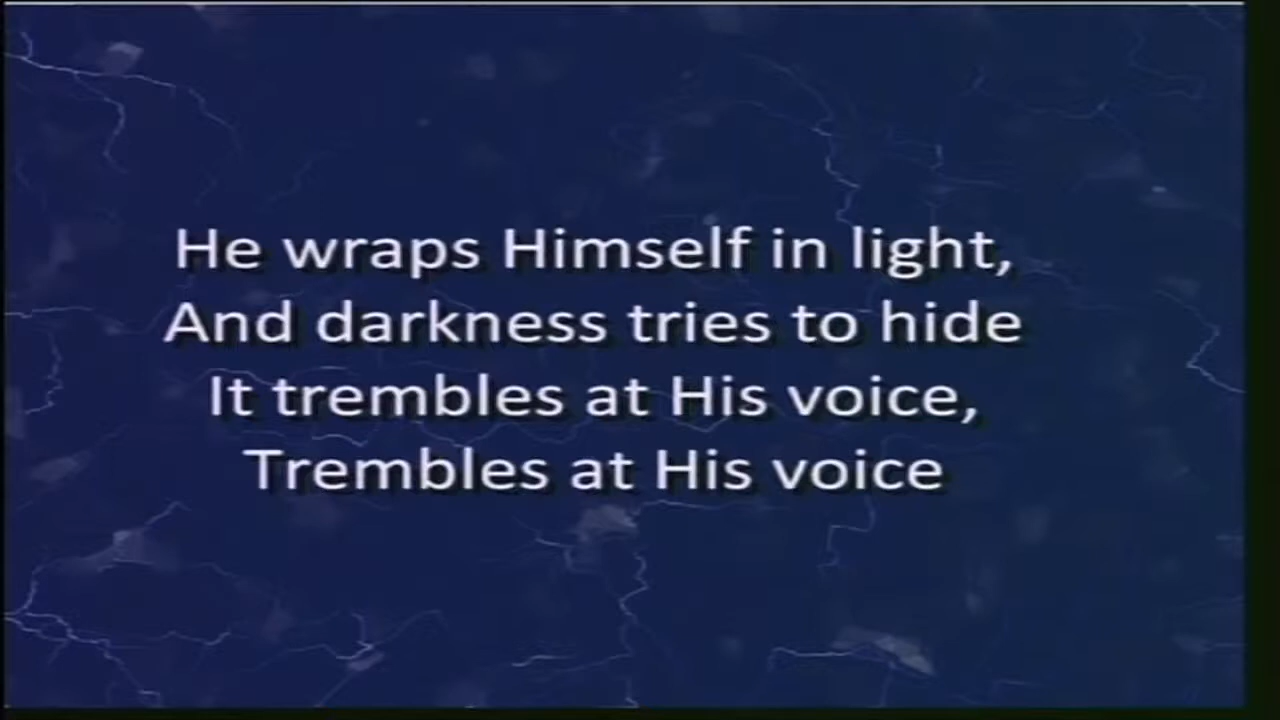 He wraps Himself in light,
And darkness tries to hide
It trembles at His voice,
Trembles at His voice